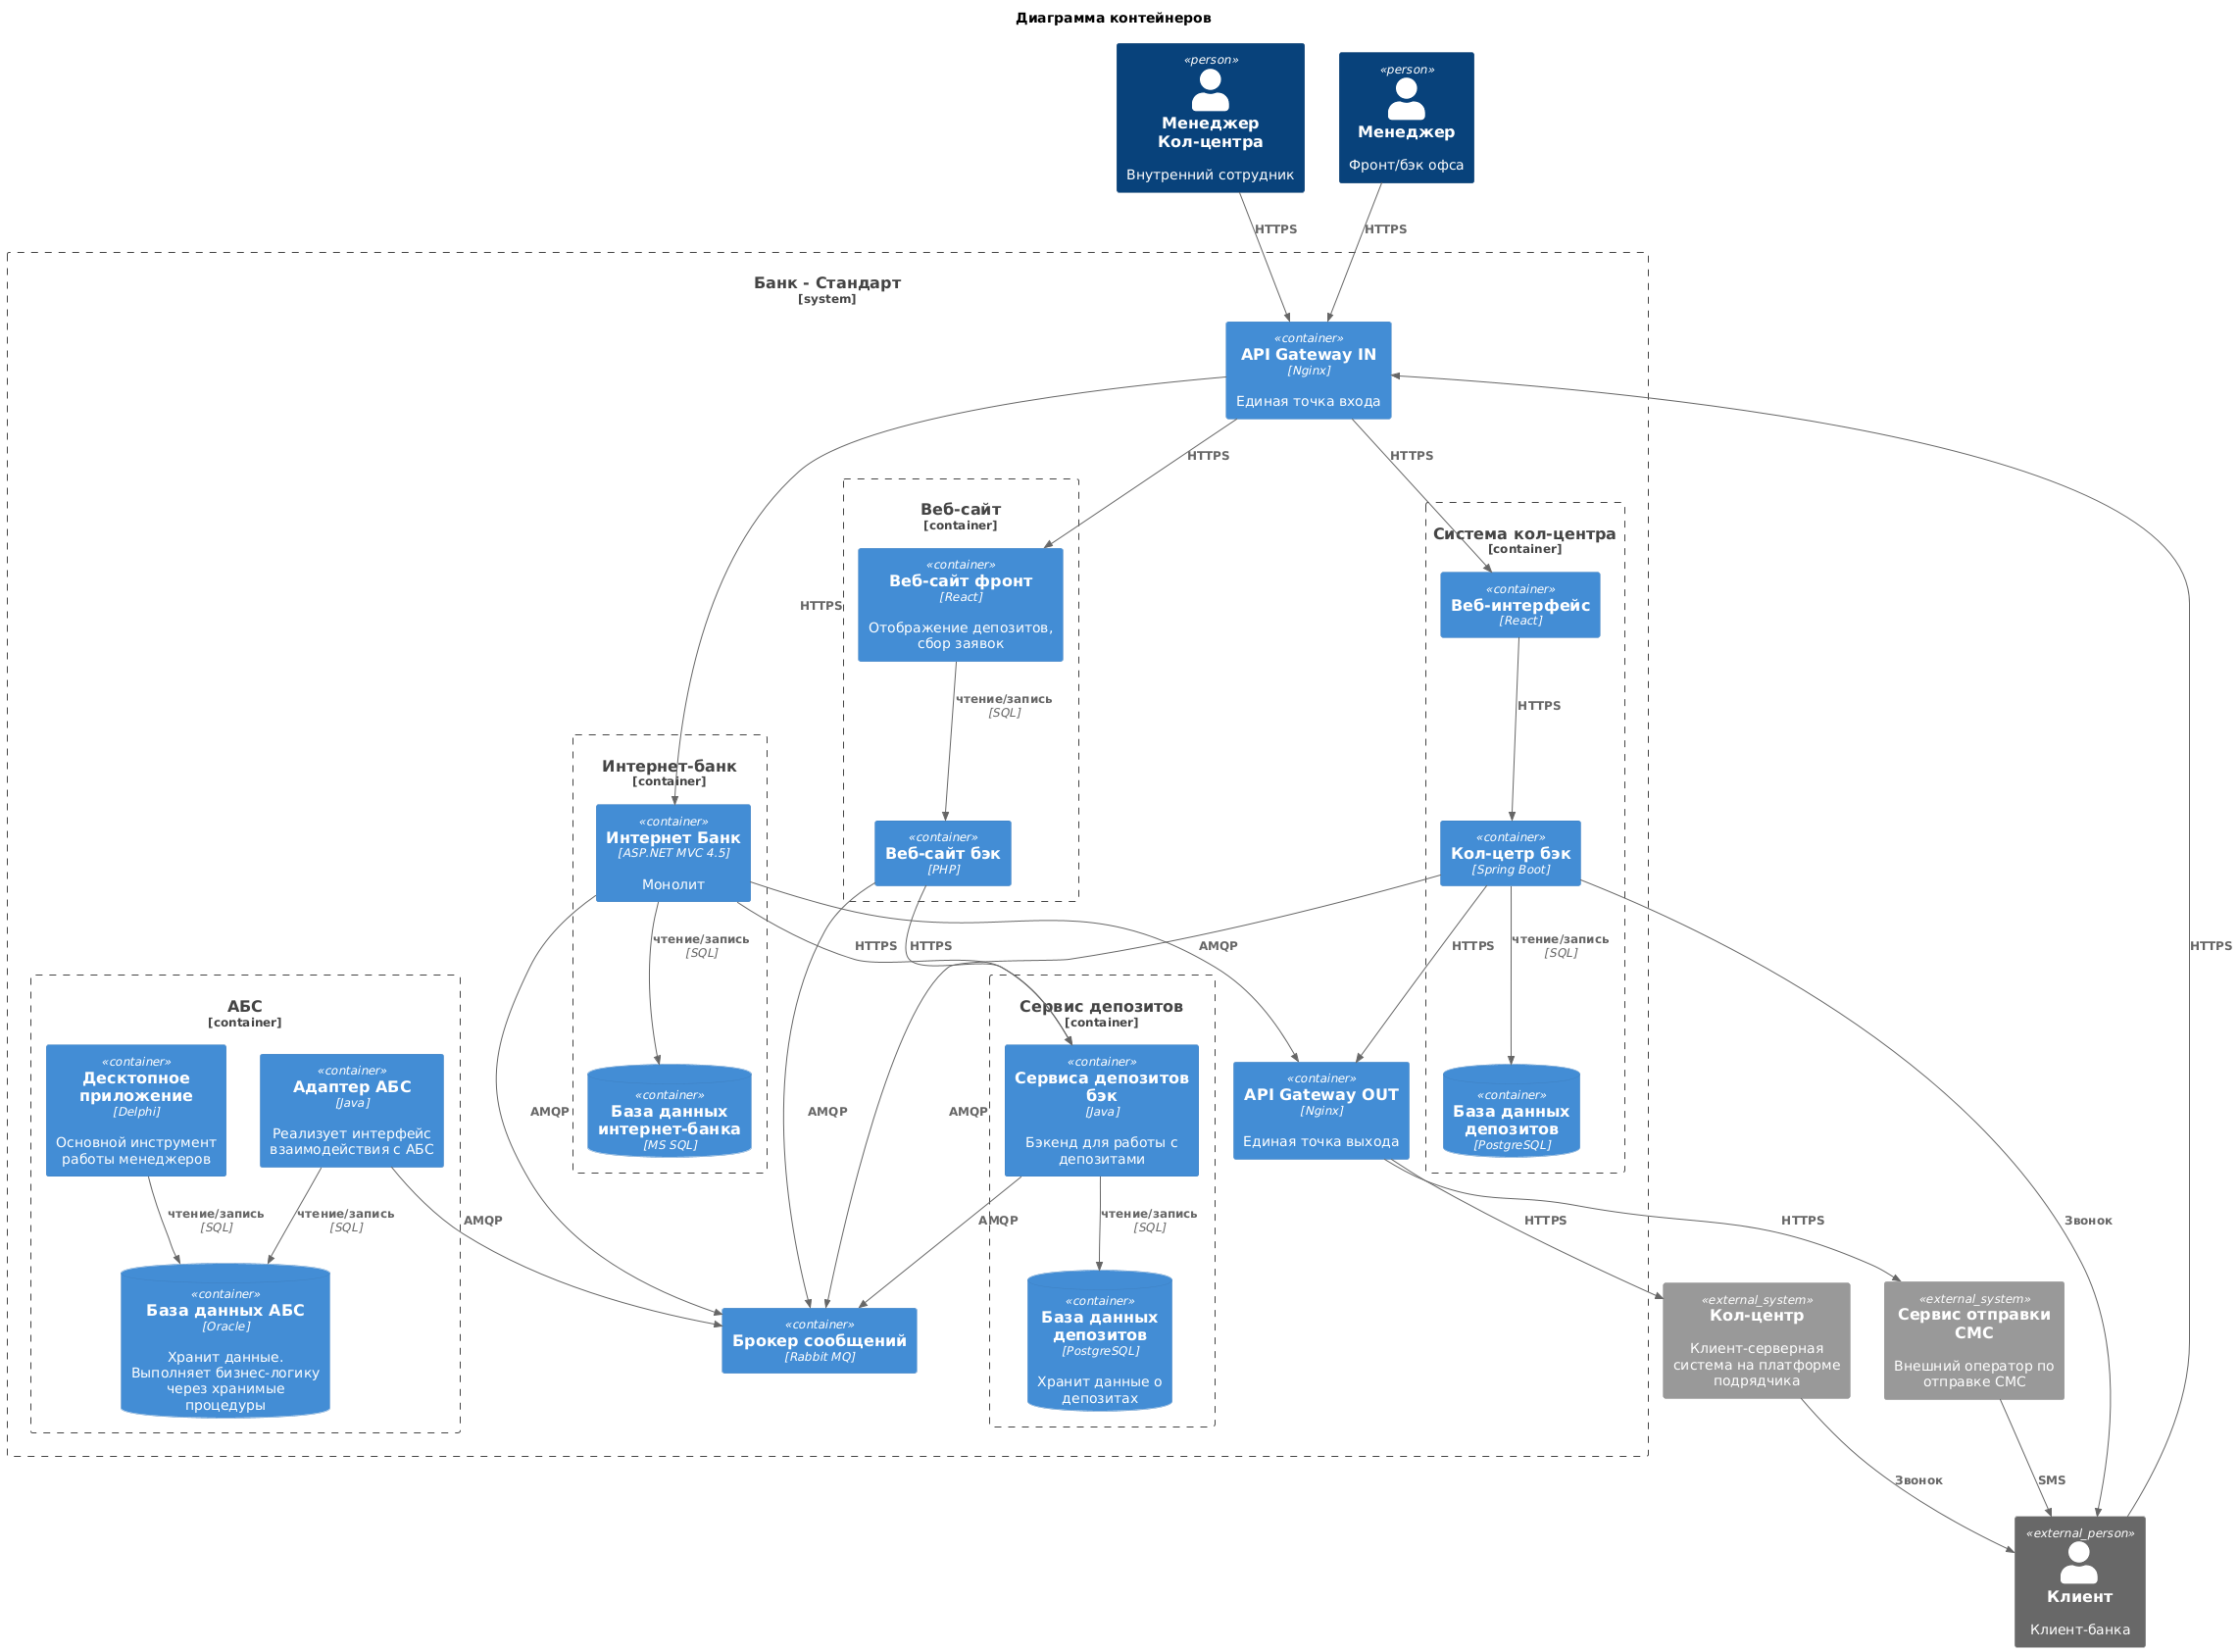 Диаграмма контейнеров
«person»
Менеджер
Кол-центра
Внутренний сотрудник
«person»
Менеджер
Фронт/бэк офса
HTTPS
HTTPS
Банк - Стандарт
[system]
«container»
API Gateway IN
[Nginx]
Единая точка входа
HTTPS
HTTPS
Веб-сайт
[container]
Система кол-центра
[container]
«container»
Веб-сайт фронт
[React]
Отображение депозитов,
сбор заявок
«container»
Веб-интерфейс
[React]
HTTPS
чтение/запись
[SQL]
HTTPS
Интернет-банк
[container]
«container»
Интернет Банк
[ASP.NET MVC 4.5]
Монолит
«container»
Веб-сайт бэк
[PHP]
«container»
Кол-цетр бэк
[Spring Boot]
чтение/запись
[SQL]
HTTPS
HTTPS
AMQP
HTTPS
чтение/запись
[SQL]
HTTPS
АБС
[container]
Сервис депозитов
[container]
«container»
Десктопное
приложение
[Delphi]
Основной инструмент
работы менеджеров
«container»
Адаптер АБС
[Java]
Реализует интерфейс
взаимодействия с АБС
AMQP
«container»
База данных
интернет-банка
[MS SQL]
AMQP
AMQP
«container»
Сервиса депозитов
бэк
[Java]
Бэкенд для работы с
депозитами
«container»
API Gateway OUT
[Nginx]
Единая точка выхода
«container»
База данных
депозитов
[PostgreSQL]
чтение/запись
[SQL]
чтение/запись
[SQL]
AMQP
AMQP
чтение/запись
[SQL]
HTTPS
HTTPS
Звонок
«container»
База данных АБС
[Oracle]
Хранит данные.
Выполняет бизнес-логику
через хранимые
процедуры
«container»
Брокер сообщений
[Rabbit MQ]
«container»
База данных
депозитов
[PostgreSQL]
Хранит данные о
депозитах
«external_system»
Кол-центр
Клиент-серверная
система на платформе
подрядчика
«external_system»
Сервис отправки
СМС
Внешний оператор по
отправке СМС
Звонок
SMS
«external_person»
Клиент
Клиент-банка